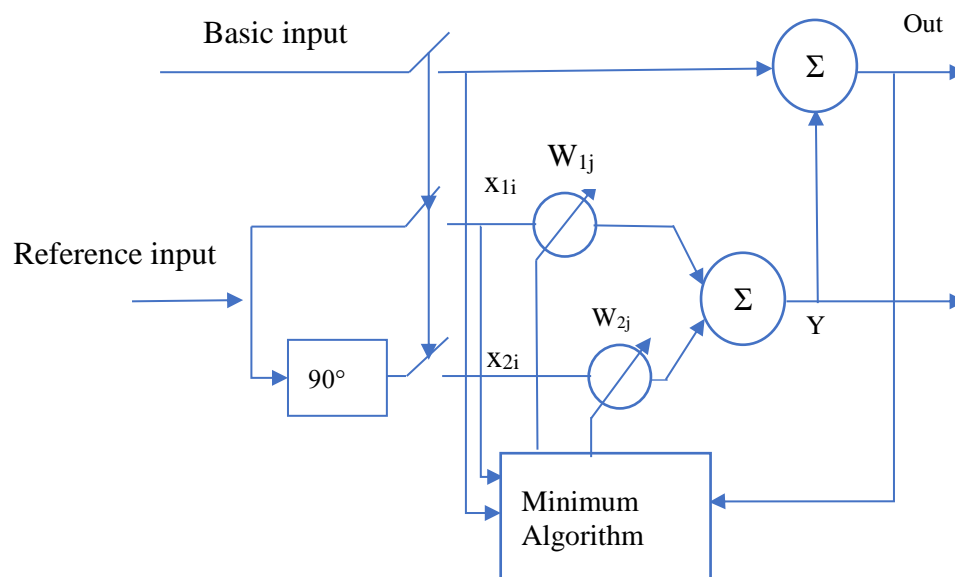 Basic input
Out
Σ
W1j
x1i
Reference input
Σ
W2j
Y
x2i
90°
Minimum
Algorithm